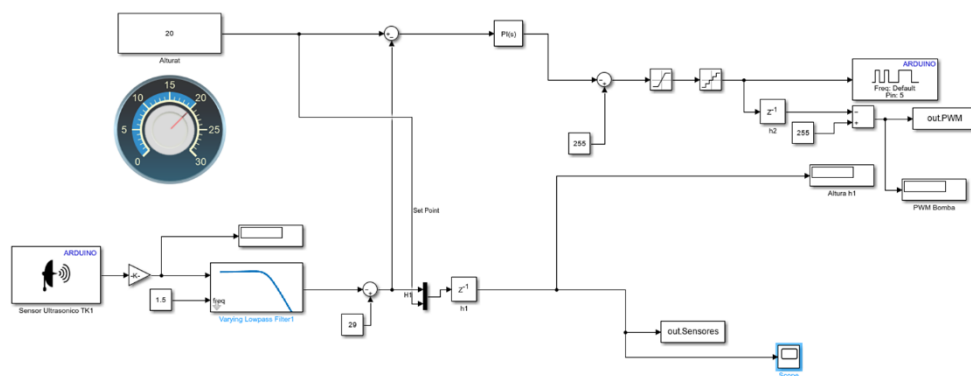 20
Alturat
PI(s)
ARDUINO
Freq: Default
Pin: 5
255
z⁻¹
h2
255
out.PWM
15
10
20
5
25
0
30
Altura h1
PWM Bomba
Set Point
ARDUINO
Sensor Ultrasonico TK1
-K-
1.5
freq
Varying Lowpass Filter1
29
H1
z⁻¹
h1
out.Sensores
Scope